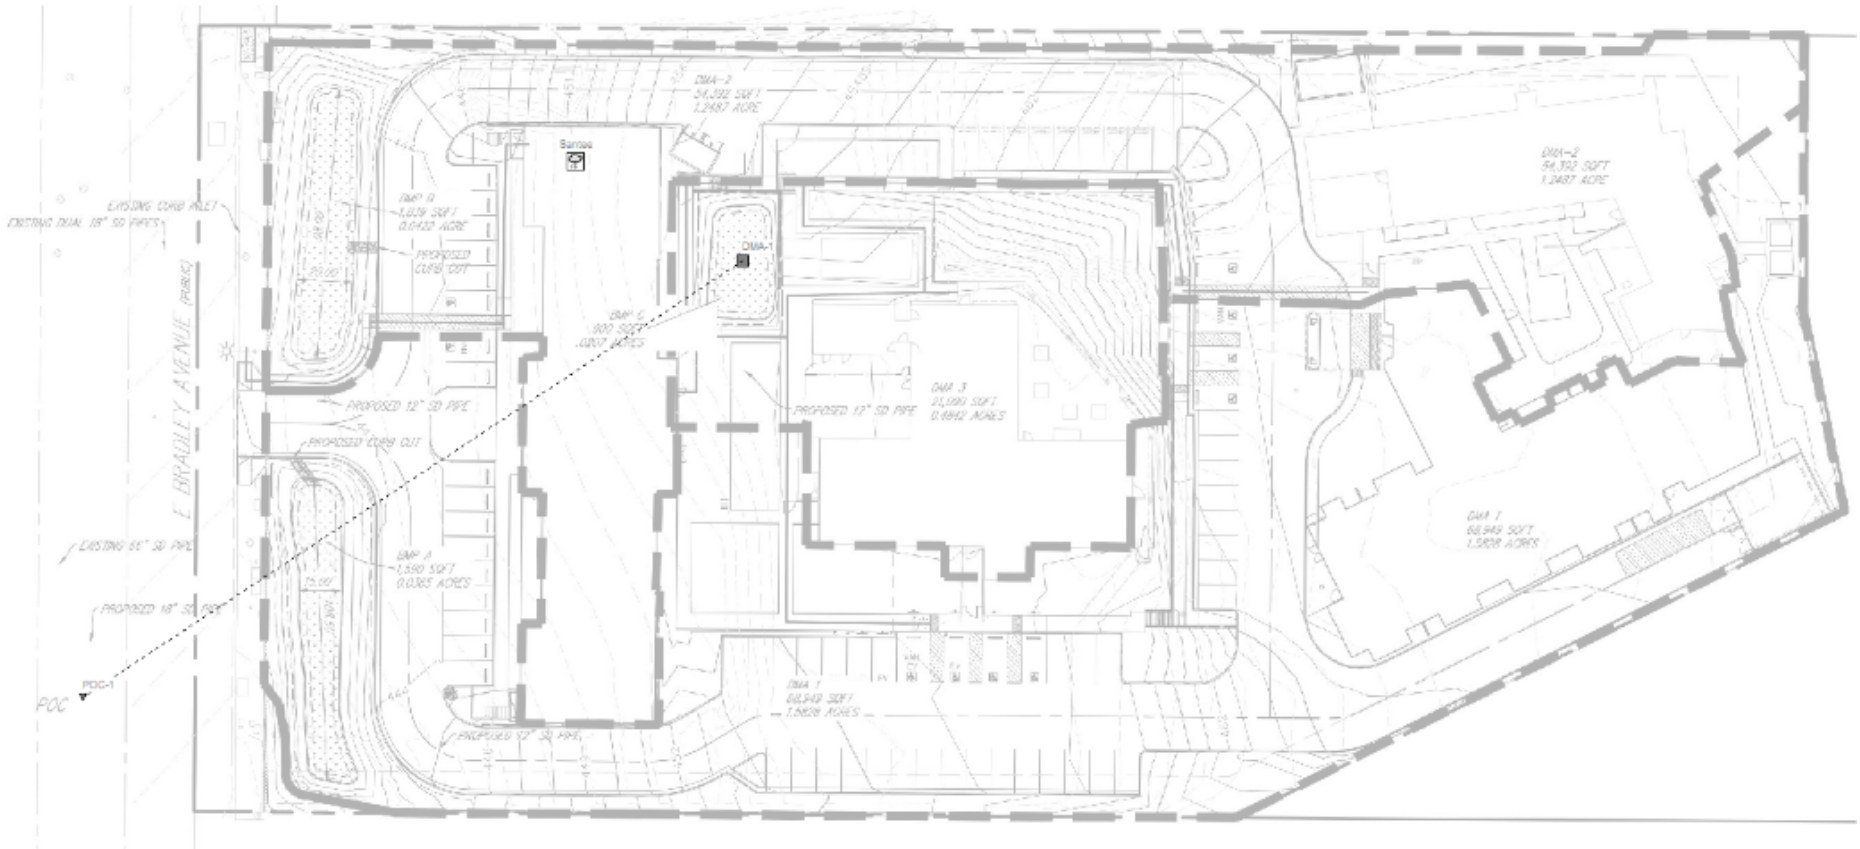 DMA-2
54,392 SQFT
1.2487 ACRE
Santee
DMA-2
54,392 SQFT
1.2487 ACRE
BMP B
1,839 SQFT
0.0422 ACRE
EXISTING CURB INLET
EXISTING DUAL 18" SD PIPES
PROPOSED
CURB CUT
DMA-1
E BRADLEY AVENUE (PUBLIC)
BMP C
900 SQFT
.0207 ACRES
DMA 3
21,090 SQFT
0.4842 ACRES
PROPOSED 12" SD PIPE
PROPOSED 12" SD PIPE
PROPOSED CURB CUT
DMA 1
68,949 SQFT
1.5828 ACRES
EXISTING 66" SD PIPE
BMP A
1,590 SQFT
0.0365 ACRES
15.00'
PROPOSED 18" SD PIPE
POC-1
POC
DMA 1
68,949 SQFT
1.5828 ACRES
PROPOSED 12" SD PIPE